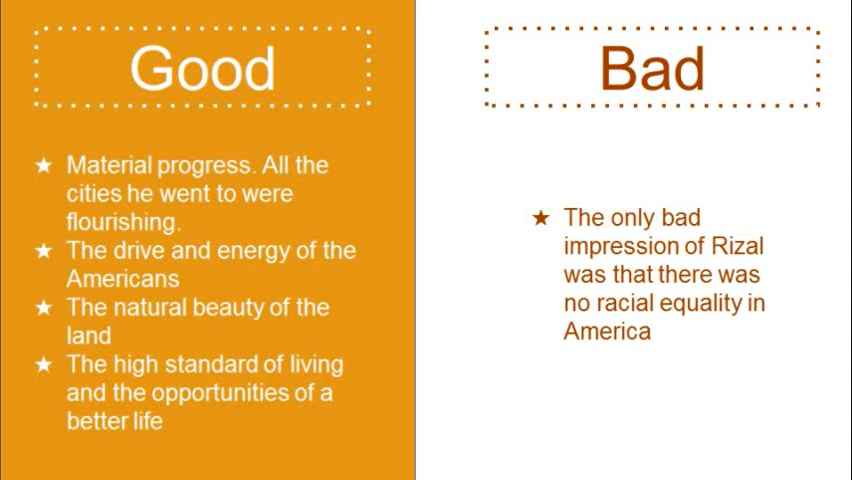 Good
★ Material progress. All the
cities he went to were
flourishing.
★ The drive and energy of the
Americans
★ The natural beauty of the
land
★ The high standard of living
and the opportunities of a
better life
Bad
★ The only bad
impression of Rizal
was that there was
no racial equality in
America